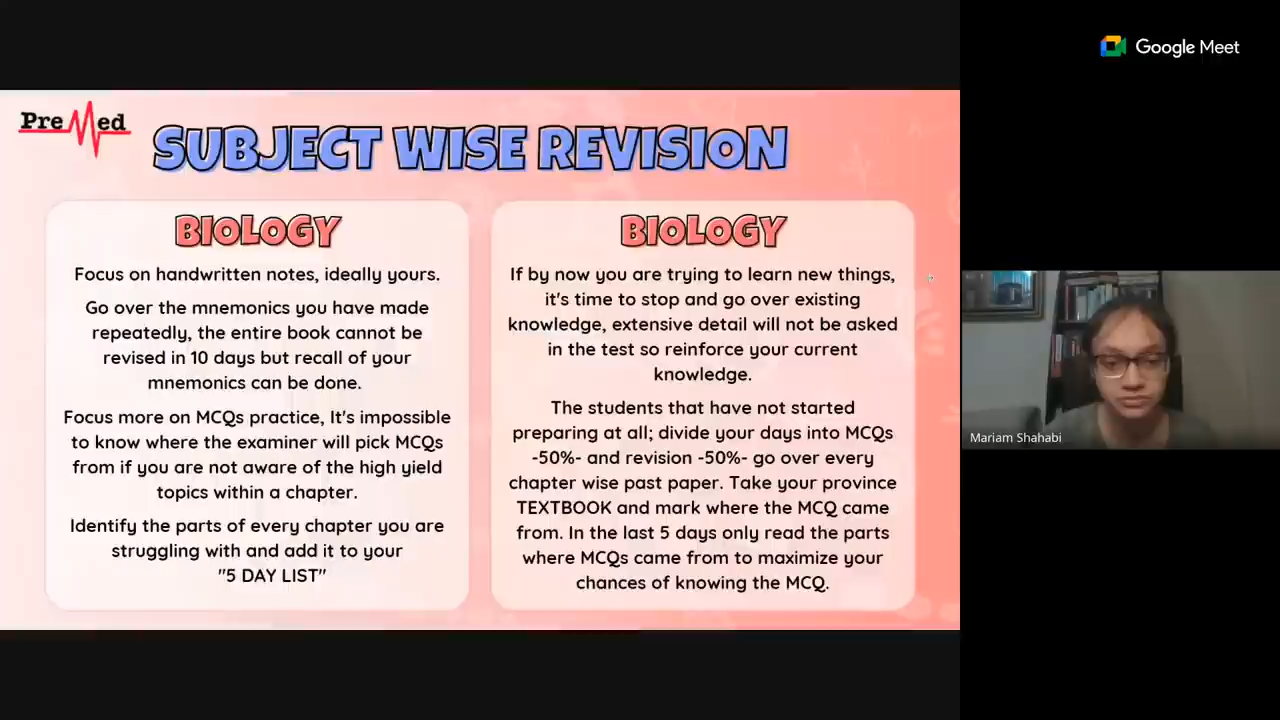 Google Meet
PreMed
SUBJECT WISE REVISION
BIOLOGY
Focus on handwritten notes, ideally yours.
Go over the mnemonics you have made
repeatedly, the entire book cannot be
revised in 10 days but recall of your
mnemonics can be done.
Focus more on MCQs practice, It's impossible
to know where the examiner will pick MCQs
from if you are not aware of the high yield
topics within a chapter.
Identify the parts of every chapter you are
struggling with and add it to your
"5 DAY LIST"
BIOLOGY
If by now you are trying to learn new things,
it's time to stop and go over existing
knowledge, extensive detail will not be asked
in the test so reinforce your current
knowledge.
The students that have not started
preparing at all; divide your days into MCQs
-50%- and revision -50%- go over every
chapter wise past paper. Take your province
TEXTBOOK and mark where the MCQ came
from. In the last 5 days only read the parts
where MCQs came from to maximize your
chances of knowing the MCQ.
Mariam Shahabi